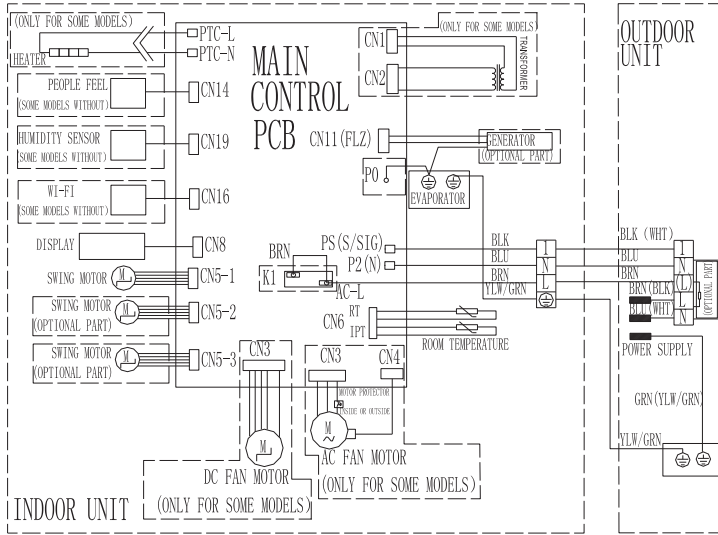 (ONLY FOR SOME MODELS)
HEATER
PTC-L
PTC-N
PEOPLE FEEL
(SOME MODELS WITHOUT)
CN14
HUMIDITY SENSOR
(SOME MODELS WITHOUT)
CN19
WI-FI
(SOME MODELS WITHOUT)
CN16
DISPLAY
CN8
SWING MOTOR
M
CN5-1
SWING MOTOR
(OPTIONAL PART)
M
CN5-2
SWING MOTOR
(OPTIONAL PART)
M
CN5-3
MAIN
CONTROL
PCB
CN1
CN2
(ONLY FOR SOME MODELS)
TRANSFORMER
CN11(FLZ)
GENERATOR
(OPTIONAL PART)
P0
EVAPORATOR
BRN
K1
AC-L
PS(S/SIG)
P2(N)
BLK
BLU
BRN
YLW/GRN
1
N
L
CN6
RT
IPT
ROOM TEMPERATURE
CN3
M
DC FAN MOTOR
(ONLY FOR SOME MODELS)
CN3
CN4
MOTOR PROTECTOR
INSIDE OR OUTSIDE
M
AC FAN MOTOR
(ONLY FOR SOME MODELS)
INDOOR UNIT
OUTDOOR
UNIT
BLK (WHT)
BLU
BRN
BRN(BLK)
BLU(WHT)
1
N
(L)
L
N
(OPTIONAL PART
POWER SUPPLY
GRN(YLW/GRN)
YLW/GRN